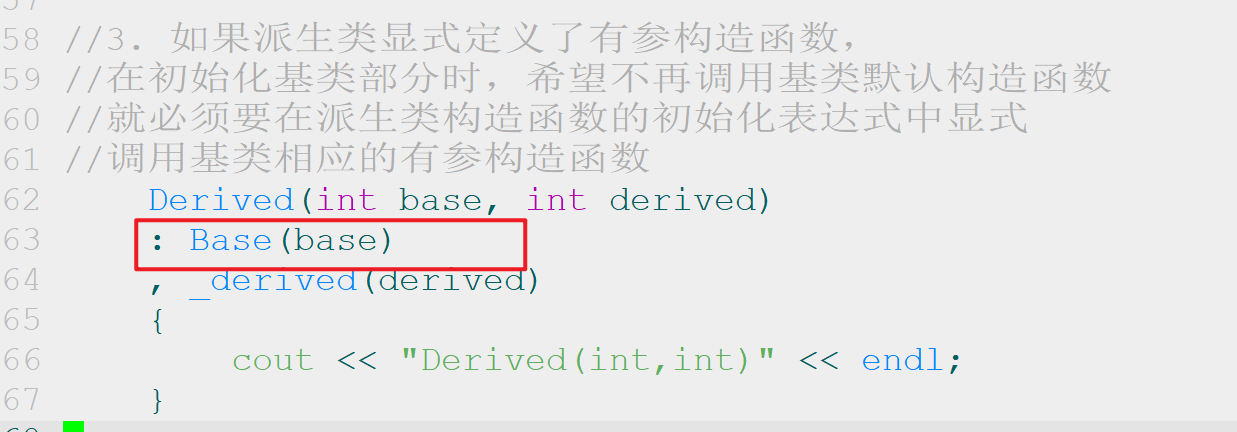 57
58 //3. 如果派生类显式定义了有参构造函数，
59 //在初始化基类部分时，希望不再调用基类默认构造函数
60 //就必须要在派生类构造函数的初始化表达式中显式
61 //调用基类相应的有参构造函数
62 Derived(int base, int derived)
63 : Base(base)
64 , _derived(derived)
65 {
66 cout << "Derived(int,int)" << endl;
67 }
68